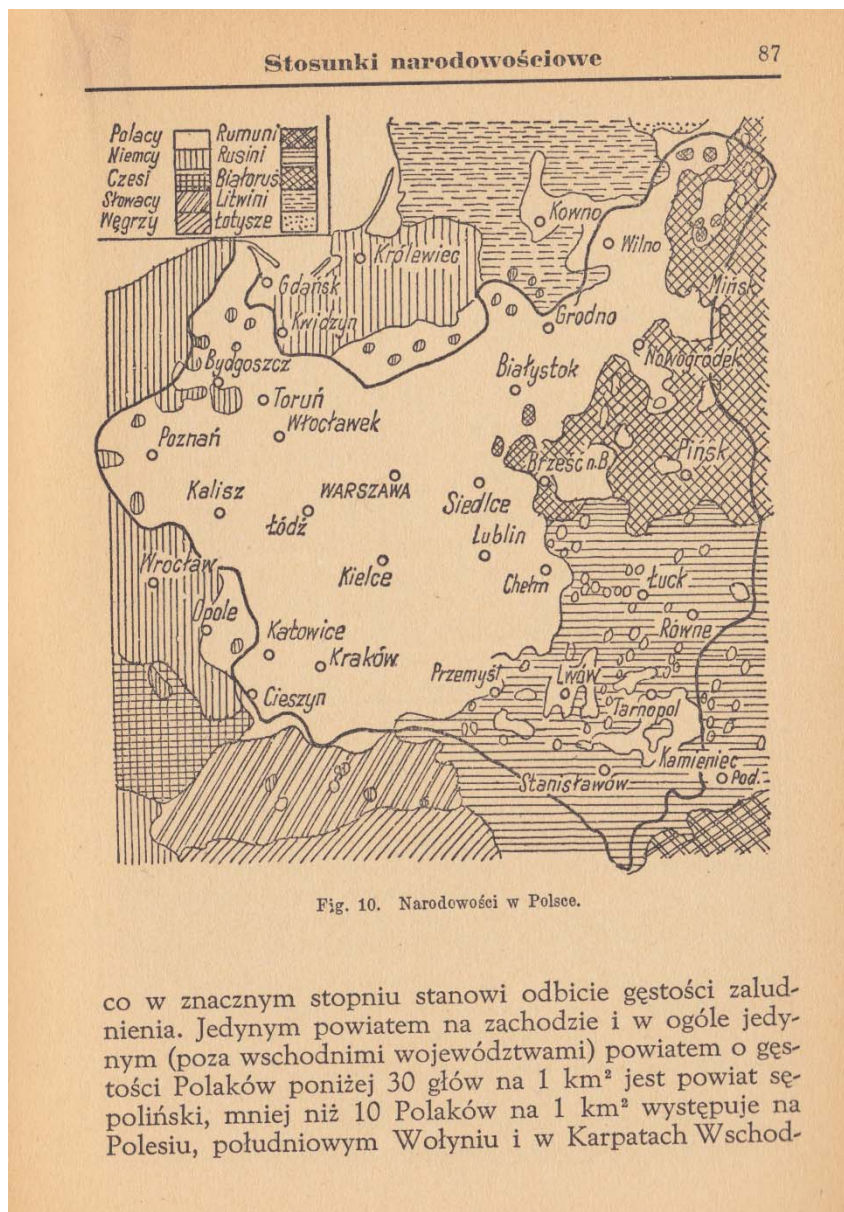 Stosunki narodowościowe 87
Polacy Rumuni
Niemcy Rusini
Czesi Białoruś.
Słowacy Litwini
Węgrzy Łotysze
Kowno
Wilno
Królewiec
Gdańsk
Mińsk
Kwidzyn
Grodno
Nowogródek
Bydgoszcz
Białystok
Toruń
Włocławek
Poznań
Brześć n.B.
Pińsk
Kalisz
WARSZAWA
Siedlce
Łódź
Lublin
Wrocław
Kielce
Chełm
Łuck
Opole
Równe
Katowice
Kraków
Przemyśl
Lwów
Cieszyn
Tarnopol
Kamieniec
Pod.
Stanisławów
Fig. 10. Narodowości w Polsce.
co w znacznym stopniu stanowi odbicie gęstości zalud-
nienia. Jedynym powiatem na zachodzie i w ogóle jedy-
nym (poza wschodnimi województwami) powiatem o gęs-
tości Polaków poniżej 30 głów na 1 km² jest powiat sę-
poliński, mniej niż 10 Polaków na 1 km² występuje na
Polesiu, południowym Wołyniu i w Karpatach Wschod-